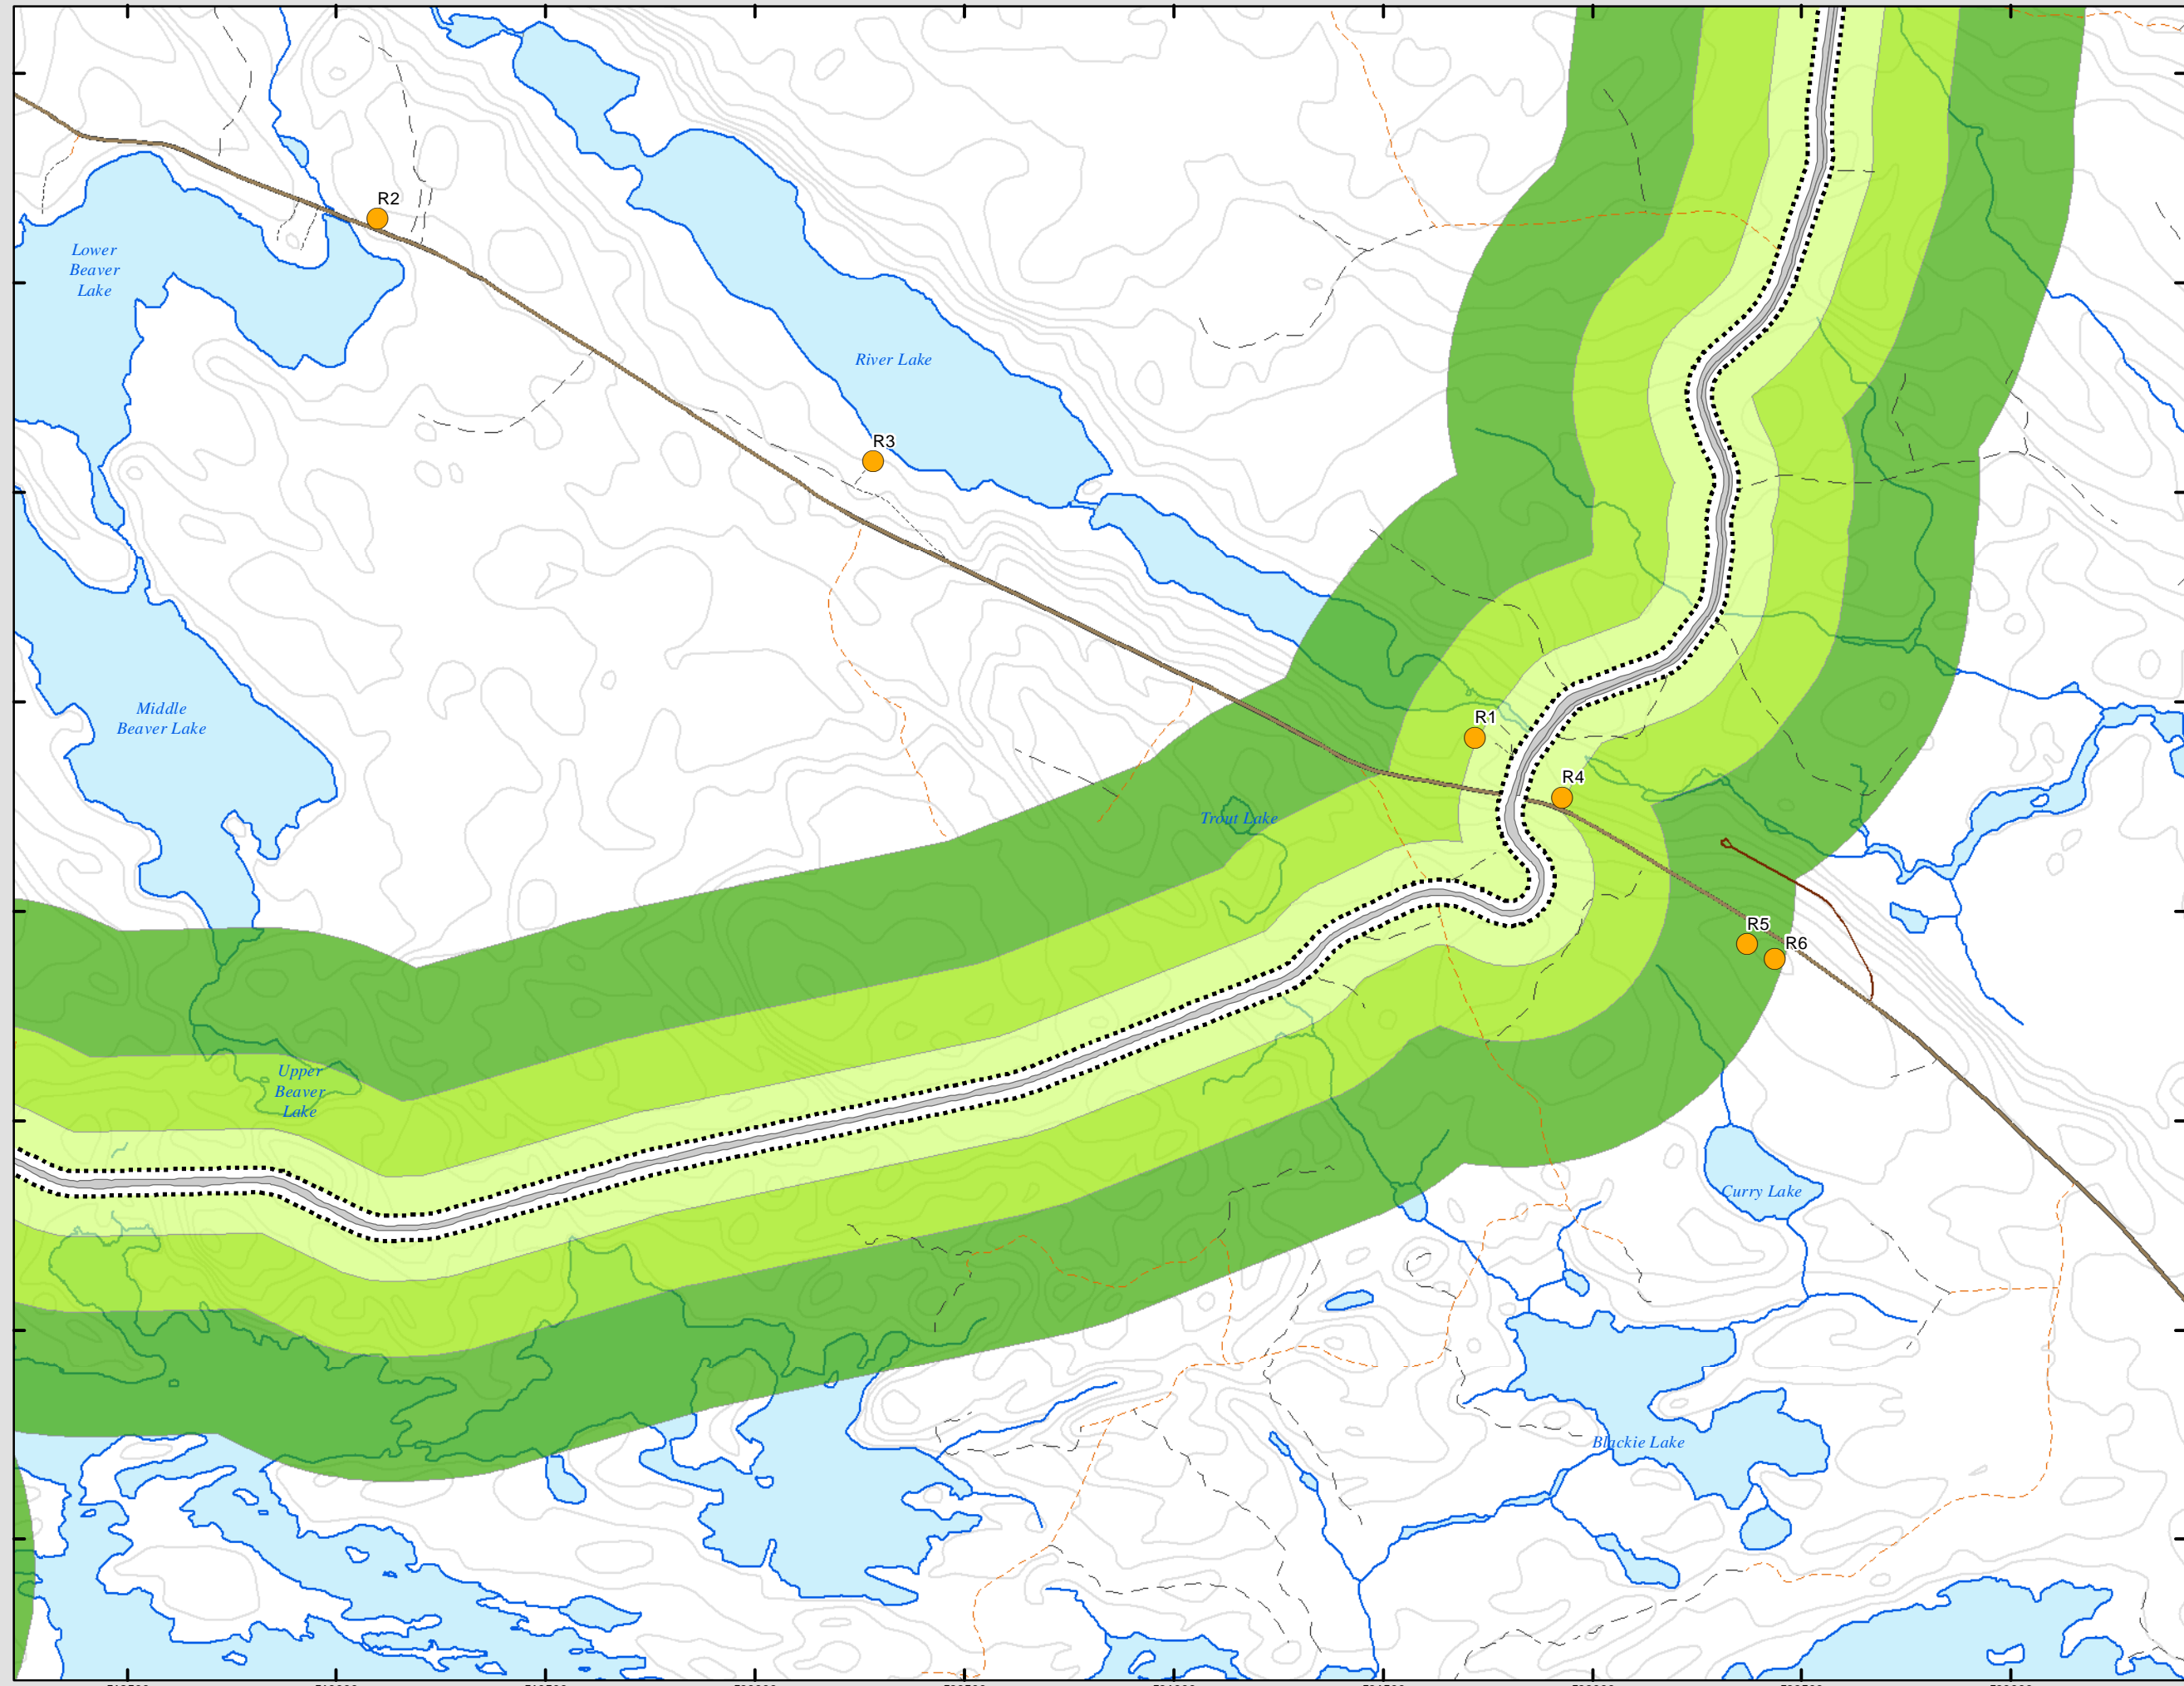 R2
Lower
Beaver
Lake
River Lake
R3
Middle
Beaver Lake
R1
R4
Trout Lake
R5
R6
Upper
Beaver
Lake
Curry Lake
Blackie Lake